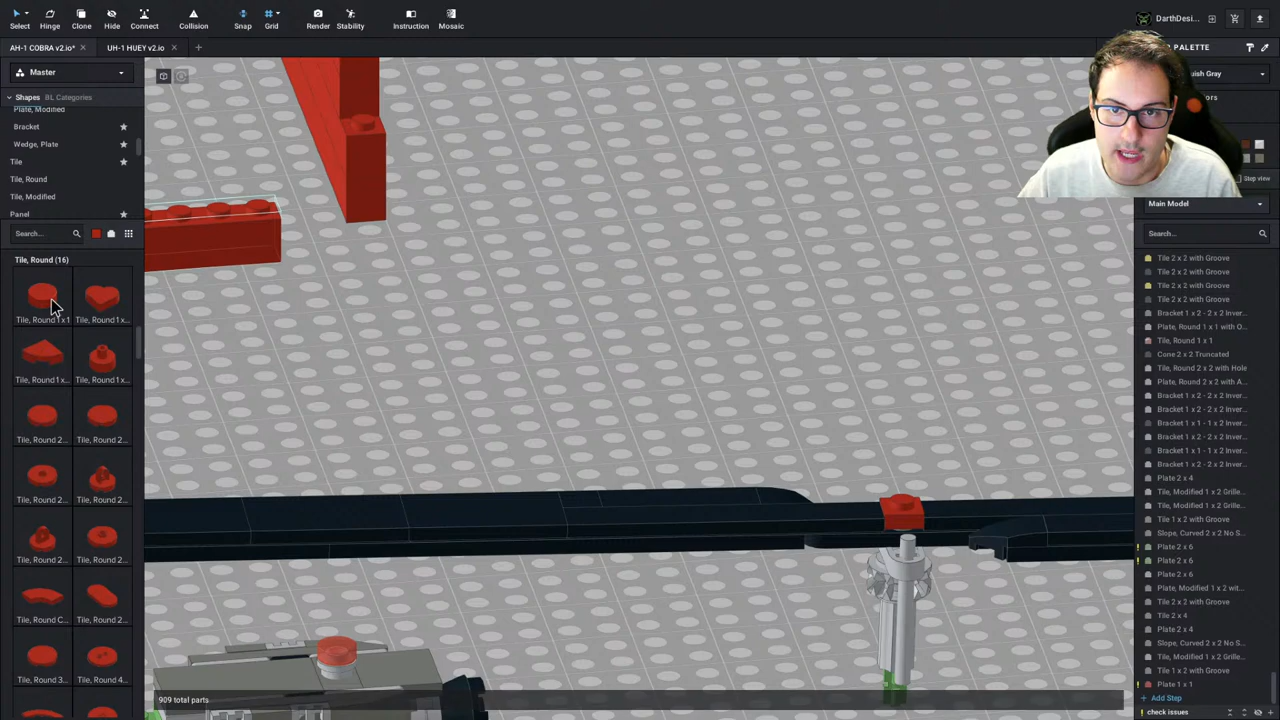 Select
Hinge
Clone
Hide
Connect
Collision
Snap
Grid
Render
Stability
Instruction
Mosaic
DarthDesi...
AH-1 COBRA v2.io*
UH-1 HUEY v2.io
PALETTE
Master
uish Gray
Shapes BL Categories
ors
Plate, Modified
Bracket
Wedge, Plate
Tile
Tile, Round
Tile, Modified
Panel
Step view
Main Model
Search...
Search...
Tile, Round (16)
Tile, Round 1 x 1
Tile, Round 1 x...
Tile, Round 1 x...
Tile, Round 1 x...
Tile, Round 2...
Tile, Round 2...
Tile, Round 2...
Tile, Round 2...
Tile, Round 2...
Tile, Round 2...
Tile, Round C...
Tile, Round 2...
Tile, Round 3...
Tile, Round 4...
Tile 2 x 2 with Groove
Tile 2 x 2 with Groove
Tile 2 x 2 with Groove
Tile 2 x 2 with Groove
Bracket 1 x 2 - 2 x 2 Inver...
Plate, Round 1 x 1 with O...
Tile, Round 1 x 1
Cone 2 x 2 Truncated
Tile, Round 2 x 2 with Hole
Plate, Round 2 x 2 with A...
Bracket 1 x 2 - 2 x 2 Inver...
Bracket 1 x 2 - 2 x 2 Inver...
Bracket 1 x 1 - 1 x 2 Inver...
Bracket 1 x 2 - 2 x 2 Inver...
Bracket 1 x 1 - 1 x 2 Inver...
Bracket 1 x 2 - 2 x 2 Inver...
Plate 2 x 4
Tile, Modified 1 x 2 Grille...
Tile, Modified 1 x 2 Grille...
Tile 1 x 2 with Groove
Slope, Curved 2 x 2 No S...
Plate 2 x 6
Plate 2 x 6
Plate 2 x 6
Plate, Modified 1 x 2 wit...
Tile 2 x 2 with Groove
Tile 2 x 4
Plate 2 x 4
Slope, Curved 2 x 2 No S...
Tile, Modified 1 x 2 Grille...
Tile 1 x 2 with Groove
Plate 1 x 1
Add Step
909 total parts
check issues